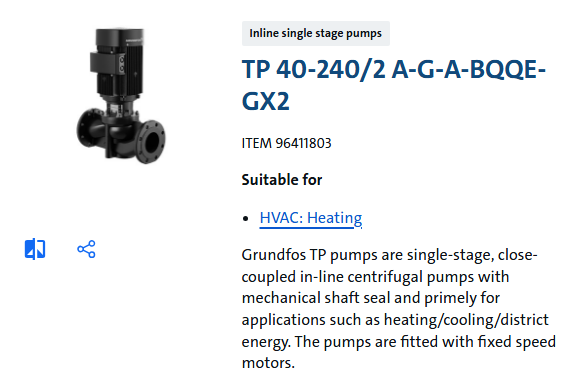 Inline single stage pumps
TP 40-240/2 A-G-A-BQQE-
GX2
ITEM 96411803
Suitable for
• HVAC: Heating
Grundfos TP pumps are single-stage, close-
coupled in-line centrifugal pumps with
mechanical shaft seal and primely for
applications such as heating/cooling/district
energy. The pumps are fitted with fixed speed
motors.